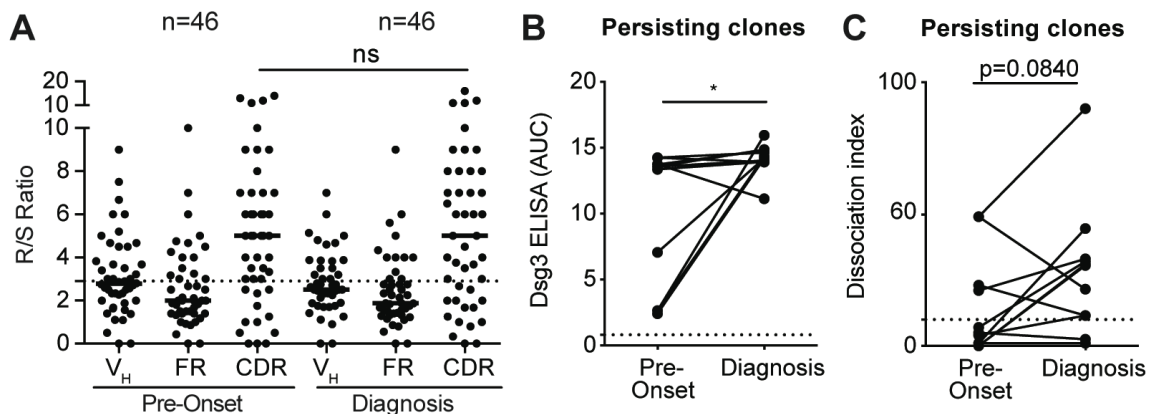 A
n=46
n=46
ns
R/S Ratio
20
10
10
8
6
4
2
0
VH
FR
CDR
VH
FR
CDR
Pre-Onset
Diagnosis
B
Persisting clones
*
Dsg3 ELISA (AUC)
20
15
10
5
0
Pre-
Onset
Diagnosis
C
Persisting clones
p=0.0840
Dissociation index
100
60
0
Pre-
Onset
Diagnosis